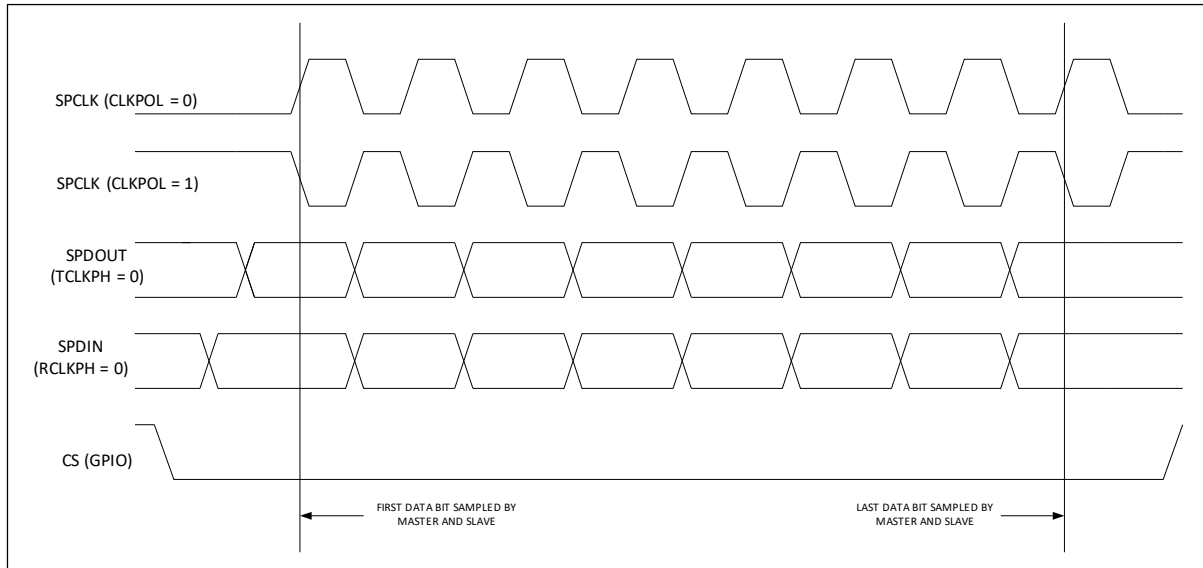 SPCLK (CLKPOL = 0)
SPCLK (CLKPOL = 1)
SPDOUT
(TCLKPH = 0)
SPDIN
(RCLKPH = 0)
CS (GPIO)
FIRST DATA BIT SAMPLED BY
MASTER AND SLAVE
LAST DATA BIT SAMPLED BY
MASTER AND SLAVE